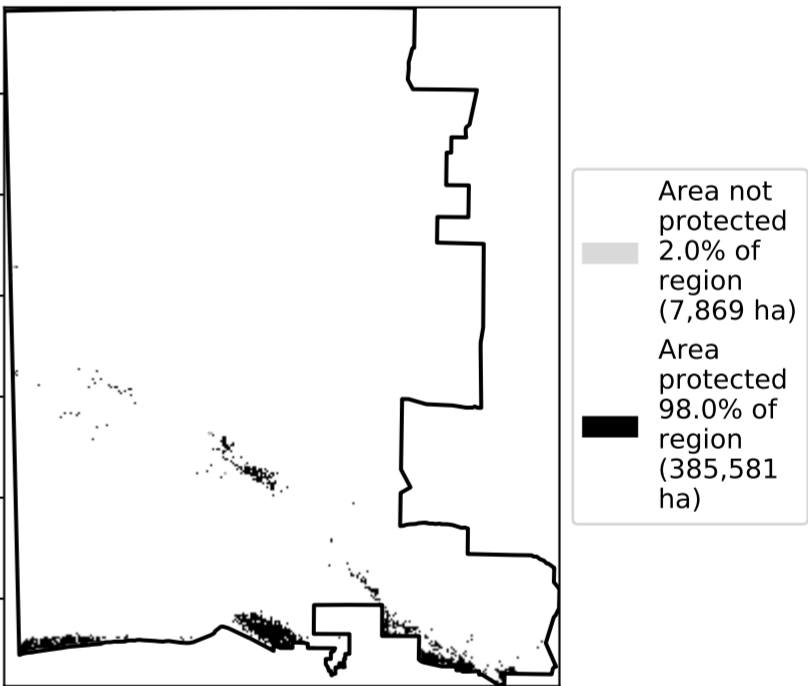 Area not
protected
2.0% of
region
(7,869 ha)
Area
protected
98.0% of
region
(385,581
ha)